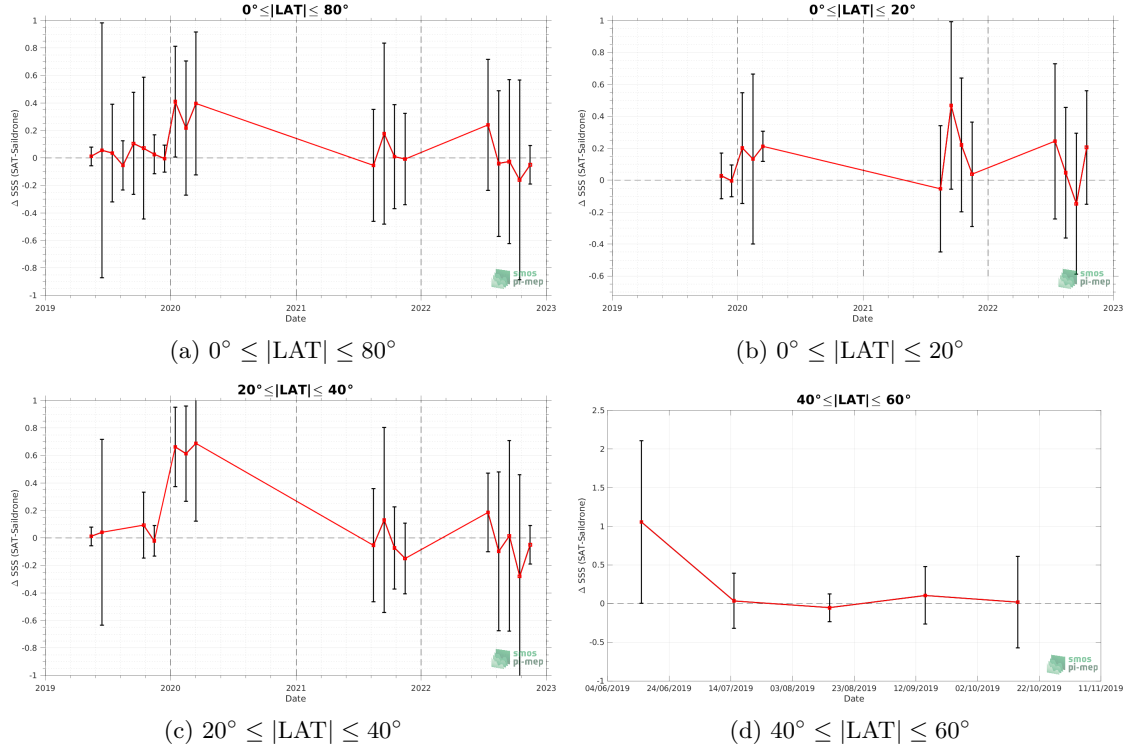 0°≤|LAT|≤ 80°
1
0.8
0.6
0.4
0.2
0
-0.2
-0.4
-0.6
-0.8
-1
Δ SSS (SAT-Saildrone)
2019
2020
2021
2022
2023
Date
smos
pi-mep
(a) 0° ≤ |LAT| ≤ 80°
0°≤|LAT|≤ 20°
1
0.8
0.6
0.4
0.2
0
-0.2
-0.4
-0.6
Δ SSS (SAT-Saildrone)
2019
2020
2021
2022
2023
Date
smos
pi-mep
(b) 0° ≤ |LAT| ≤ 20°
20°≤|LAT|≤ 40°
1
0.8
0.6
0.4
0.2
0
-0.2
-0.4
-0.6
-0.8
-1
Δ SSS (SAT-Saildrone)
2019
2020
2021
2022
2023
Date
smos
pi-mep
(c) 20° ≤ |LAT| ≤ 40°
40°≤|LAT|≤ 60°
2.5
2
1.5
1
0.5
0
-0.5
-1
Δ SSS (SAT-Saildrone)
04/06/2019
24/06/2019
14/07/2019
03/08/2019
23/08/2019
12/09/2019
02/10/2019
22/10/2019
11/11/2019
Date
smos
pi-mep
(d) 40° ≤ |LAT| ≤ 60°